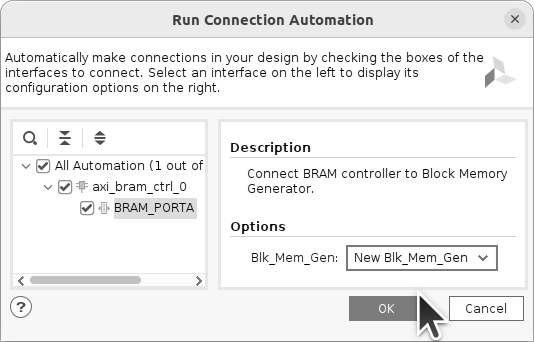 Run Connection Automation
Automatically make connections in your design by checking the boxes of the
interfaces to connect. Select an interface on the left to display its
configuration options on the right.
All Automation (1 out of
axi_bram_ctrl_0
BRAM_PORTA
Description
Connect BRAM controller to Block Memory
Generator.
Options
Blk_Mem_Gen: New Blk_Mem_Gen
? OK Cancel